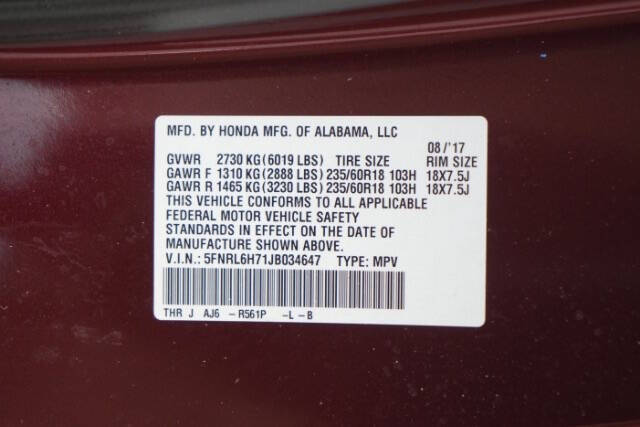 MFD. BY HONDA MFG. OF ALABAMA, LLC
08/'17
GVWR 2730 KG(6019 LBS) TIRE SIZE RIM SIZE
GAWR F 1310 KG(2888 LBS) 235/60R18 103H 18X7.5J
GAWR R 1465 KG(3230 LBS) 235/60R18 103H 18X7.5J
THIS VEHICLE CONFORMS TO ALL APPLICABLE
FEDERAL MOTOR VEHICLE SAFETY
STANDARDS IN EFFECT ON THE DATE OF
MANUFACTURE SHOWN ABOVE.
V.I.N.: 5FNRL6H71JB034647 TYPE: MPV
THR J AJ6 -R561P -L-B